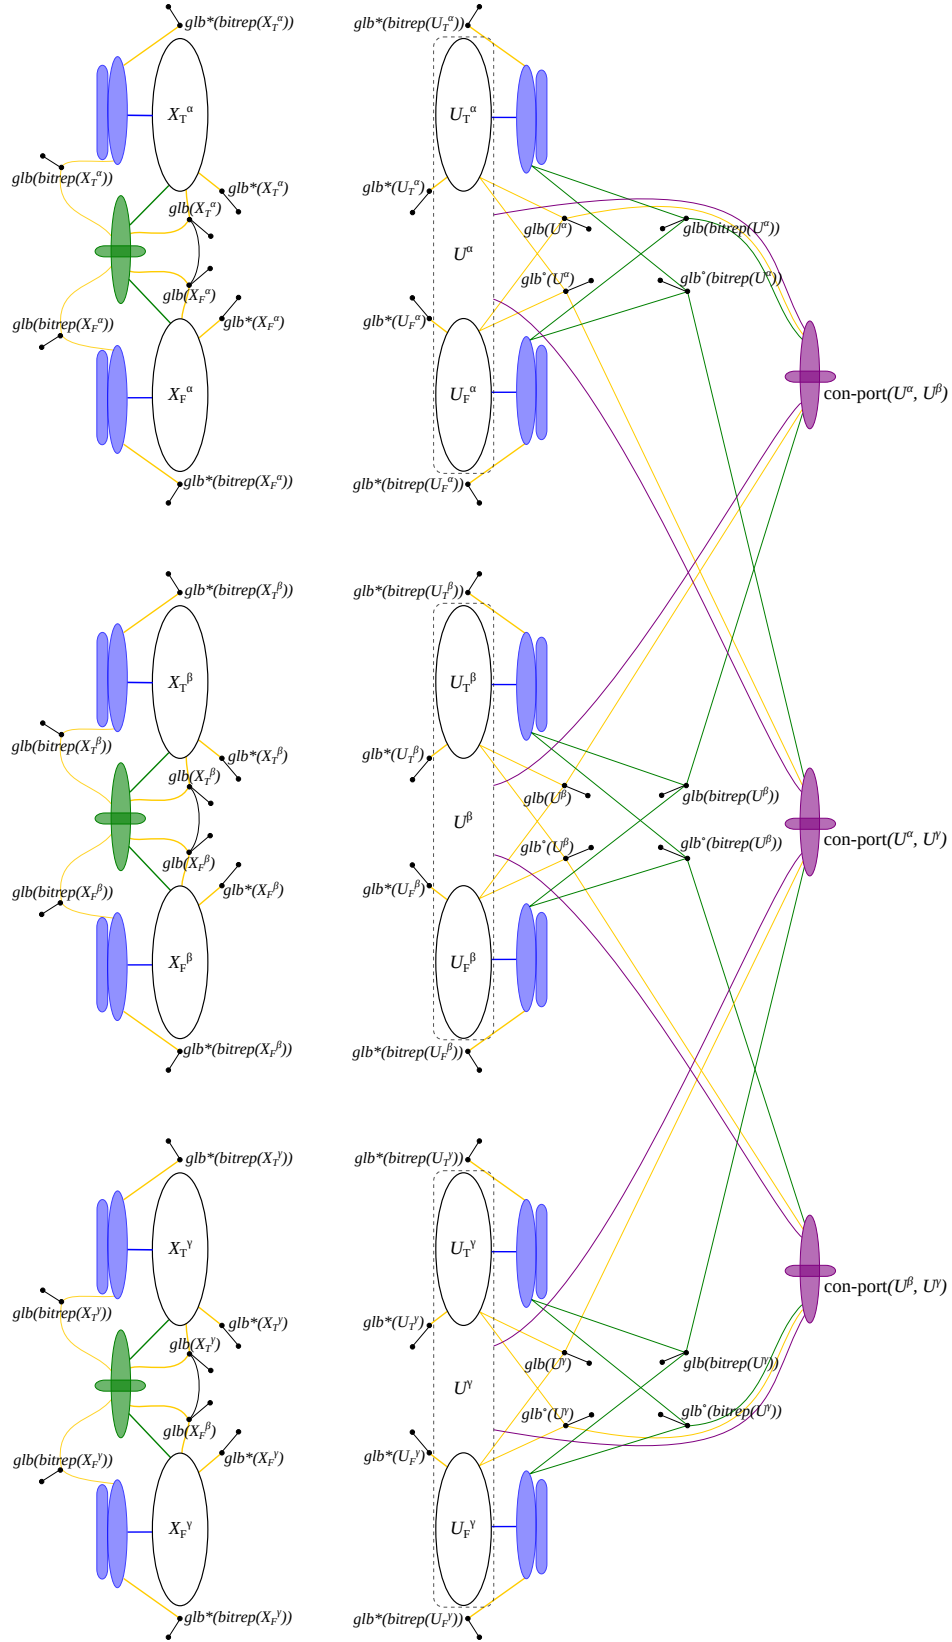 glb*(bitrep(X_T^α))
X_T^α
glb(bitrep(X_T^α))
glb*(X_T^α)
glb(X_T^α)
glb(X_F^α)
glb(bitrep(X_F^α))
glb*(X_F^α)
X_F^α
glb*(bitrep(X_F^α))
glb*(bitrep(U_T^α))
U_T^α
glb*(U_T^α)
glb(U^α)
glb(bitrep(U^α))
U^α
glb°(U^α)
glb°(bitrep(U^α))
glb*(U_F^α)
U_F^α
glb*(bitrep(U_F^α))
con-port(U^α, U^β)
glb*(bitrep(X_T^β))
X_T^β
glb(bitrep(X_T^β))
glb*(X_T^β)
glb(X_T^β)
glb(X_F^β)
glb(bitrep(X_F^β))
glb*(X_F^β)
X_F^β
glb*(bitrep(X_F^β))
glb*(bitrep(U_T^β))
U_T^β
glb*(U_T^β)
glb(U^β)
glb(bitrep(U^β))
U^β
glb°(U^β)
glb°(bitrep(U^β))
glb*(U_F^β)
U_F^β
glb*(bitrep(U_F^β))
con-port(U^α, U^γ)
glb*(bitrep(X_T^γ))
X_T^γ
glb(bitrep(X_T^γ))
glb*(X_T^γ)
glb(X_T^γ)
glb(X_F^β)
glb(bitrep(X_F^γ))
glb*(X_F^γ)
X_F^γ
glb*(bitrep(X_F^γ))
glb*(bitrep(U_T^γ))
U_T^γ
glb*(U_T^γ)
glb(U^γ)
glb(bitrep(U^γ))
U^γ
glb°(U^γ)
glb°(bitrep(U^γ))
glb*(U_F^γ)
U_F^γ
glb*(bitrep(U_F^γ))
con-port(U^β, U^γ)